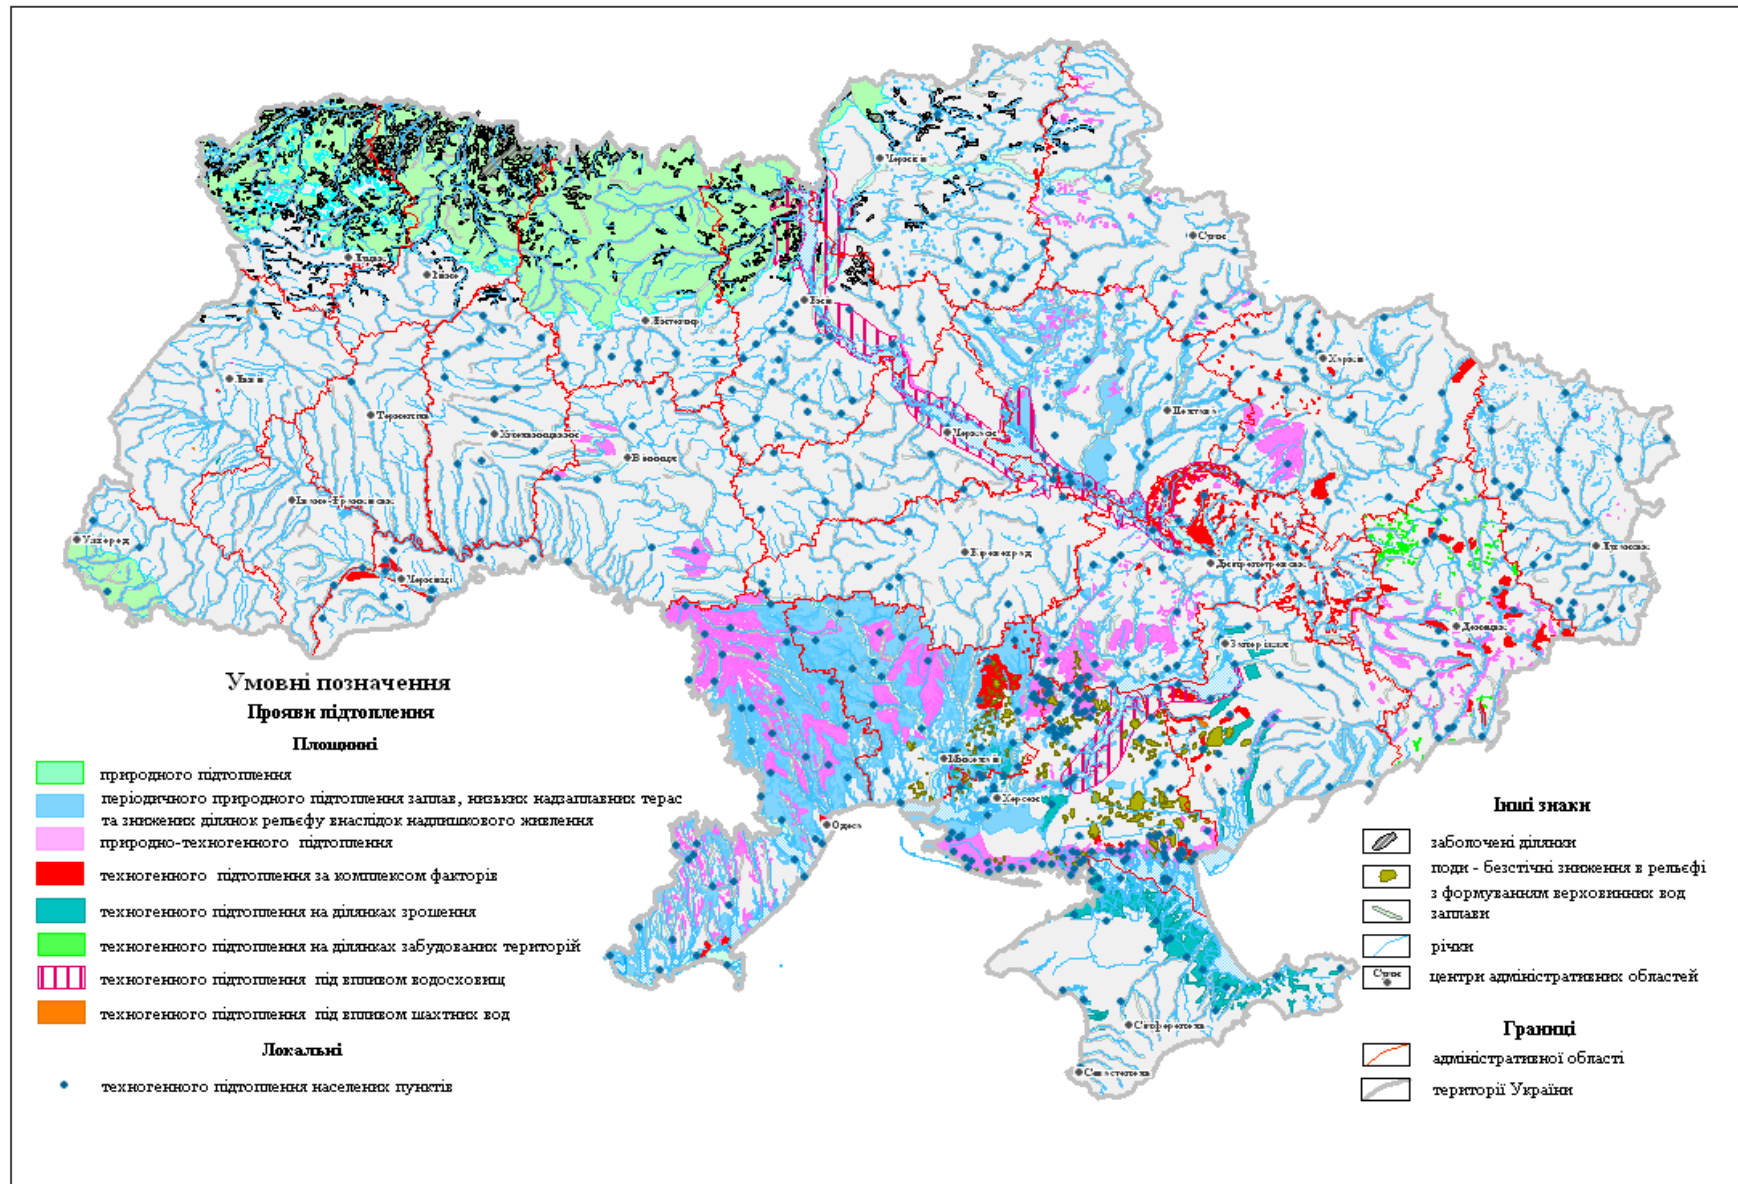 Чернігів
Суми
Луцьк
Рівне
Київ
Житомир
Харків
Львів
Тернопіль
Полтава
Хмельницький
Черкаси
Вінниця
Івано-Франківськ
Ужгород
Кіровоград
Луганськ
Дніпропетровськ
Чернівці
Донецьк
Запоріжжя
Миколаїв
Херсон
Одеса
Сімферополь
Севастополь
Умовні позначення
Прояви підтоплення
Площинні
природного підтоплення
періодичного природного підтоплення заплав, низьких надзаплавних терас
та знижених ділянок рельєфу внаслідок надлишкового живлення
природно-техногенного підтоплення
техногенного підтоплення за комплексом факторів
техногенного підтоплення на ділянках зрошення
техногенного підтоплення на ділянках забудованих територій
техногенного підтоплення під впливом водосховищ
техногенного підтоплення під впливом шахтних вод
Локальні
техногенного підтоплення населених пунктів
Інші знаки
заболочені ділянки
поди - безстічні зниження в рельєфі
з формуванням верховинних вод
заплави
річки
Суми
центри адміністративних областей
Границі
адміністративної області
території України